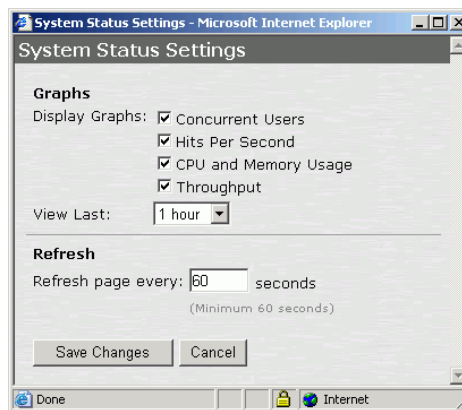 System Status Settings - Microsoft Internet Explorer
System Status Settings
Graphs
Display Graphs: Concurrent Users
Hits Per Second
CPU and Memory Usage
Throughput
View Last: 1 hour
Refresh
Refresh page every: 60 seconds
(Minimum 60 seconds)
Save Changes Cancel
Done Internet